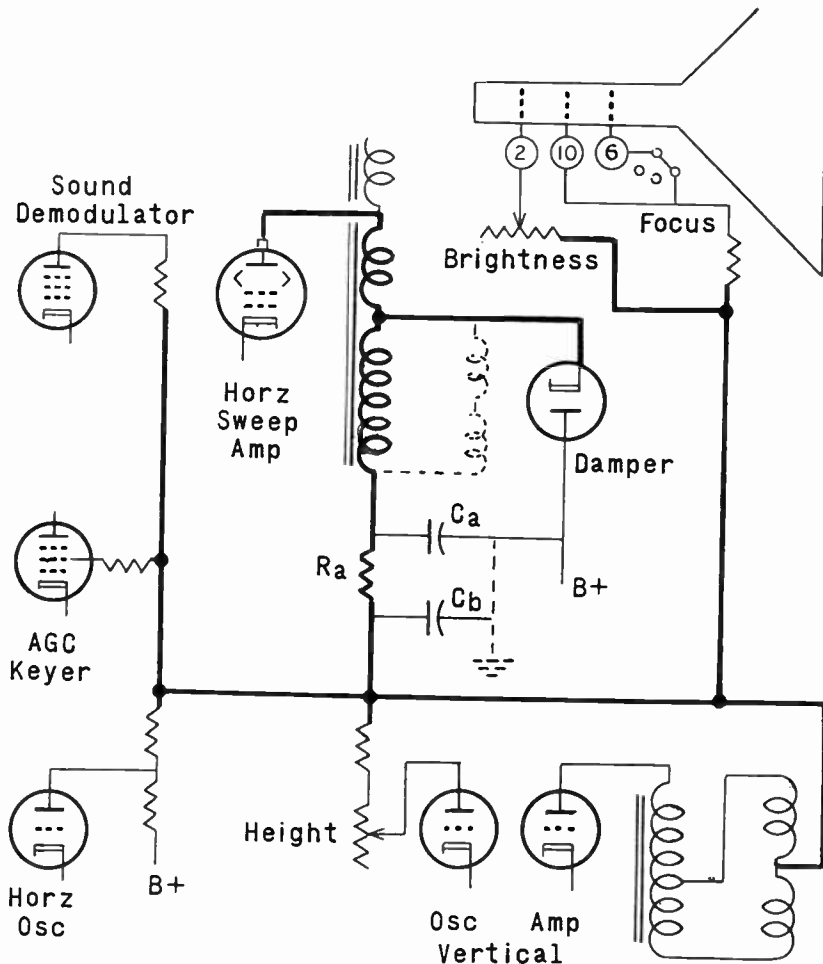 2
10
6
Sound
Demodulator
Focus
Brightness
Horz
Sweep
Amp
Damper
Ca
Ra
B+
Cb
AGC
Keyer
Height
B+
Horz
Osc
Osc
Amp
Vertical